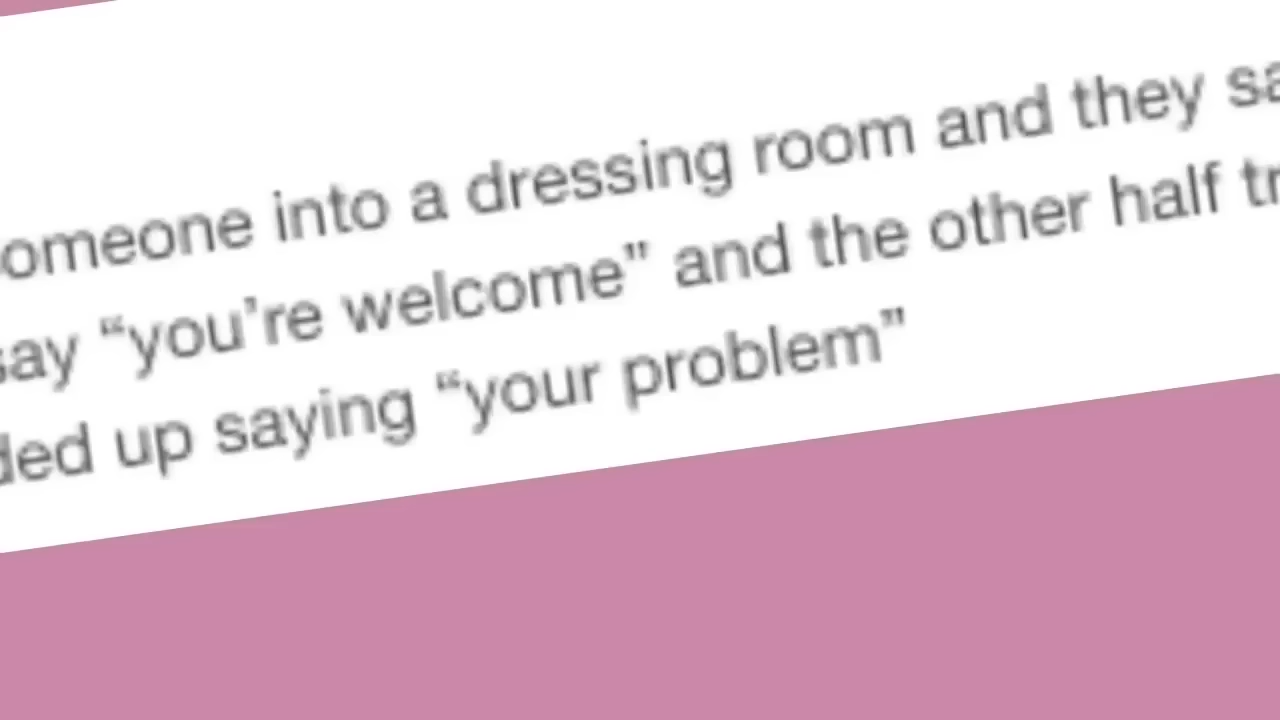 omeone into a dressing room and they sa
say “you’re welcome” and the other half tr
ded up saying “your problem”